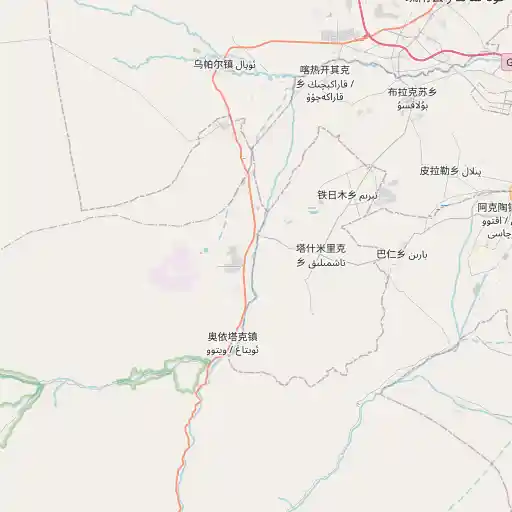 乌帕尔镇 ئوپال
喀热开其克
乡 / قاراكېچىك
قاراكەچۈۈ
布拉克苏乡
بۇلاقسۇ
皮拉勒乡 پىلال
铁日木乡 تېرىم
阿克陶镇
塔什米里克
乡 تاشمىلىق
巴仁乡 بارىن
奥依塔克镇
ئويتاغ / ويتوو
G